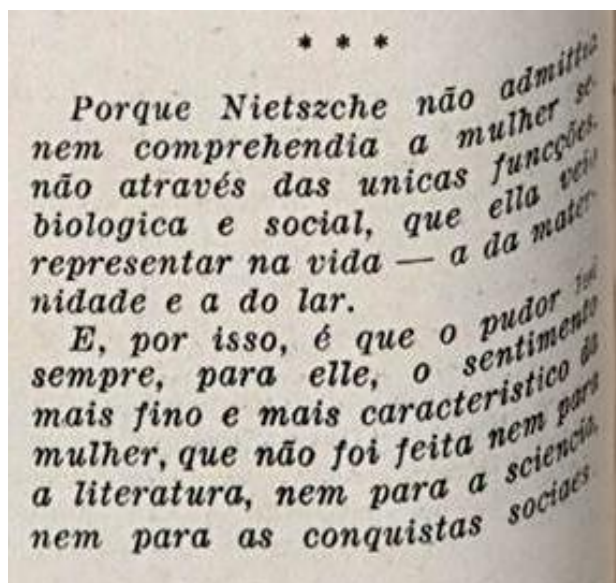 * * *
Porque Nietszche não admittia
nem comprehendia a mulher se-
não através das unicas funcções,
biologica e social, que ella veio
representar na vida — a da mater-
nidade e a do lar.
E, por isso, é que o pudor foi
sempre, para elle, o sentimento
mais fino e mais caracteristico da
mulher, que não foi feita nem para
a literatura, nem para a sciencia,
nem para as conquistas sociaes.